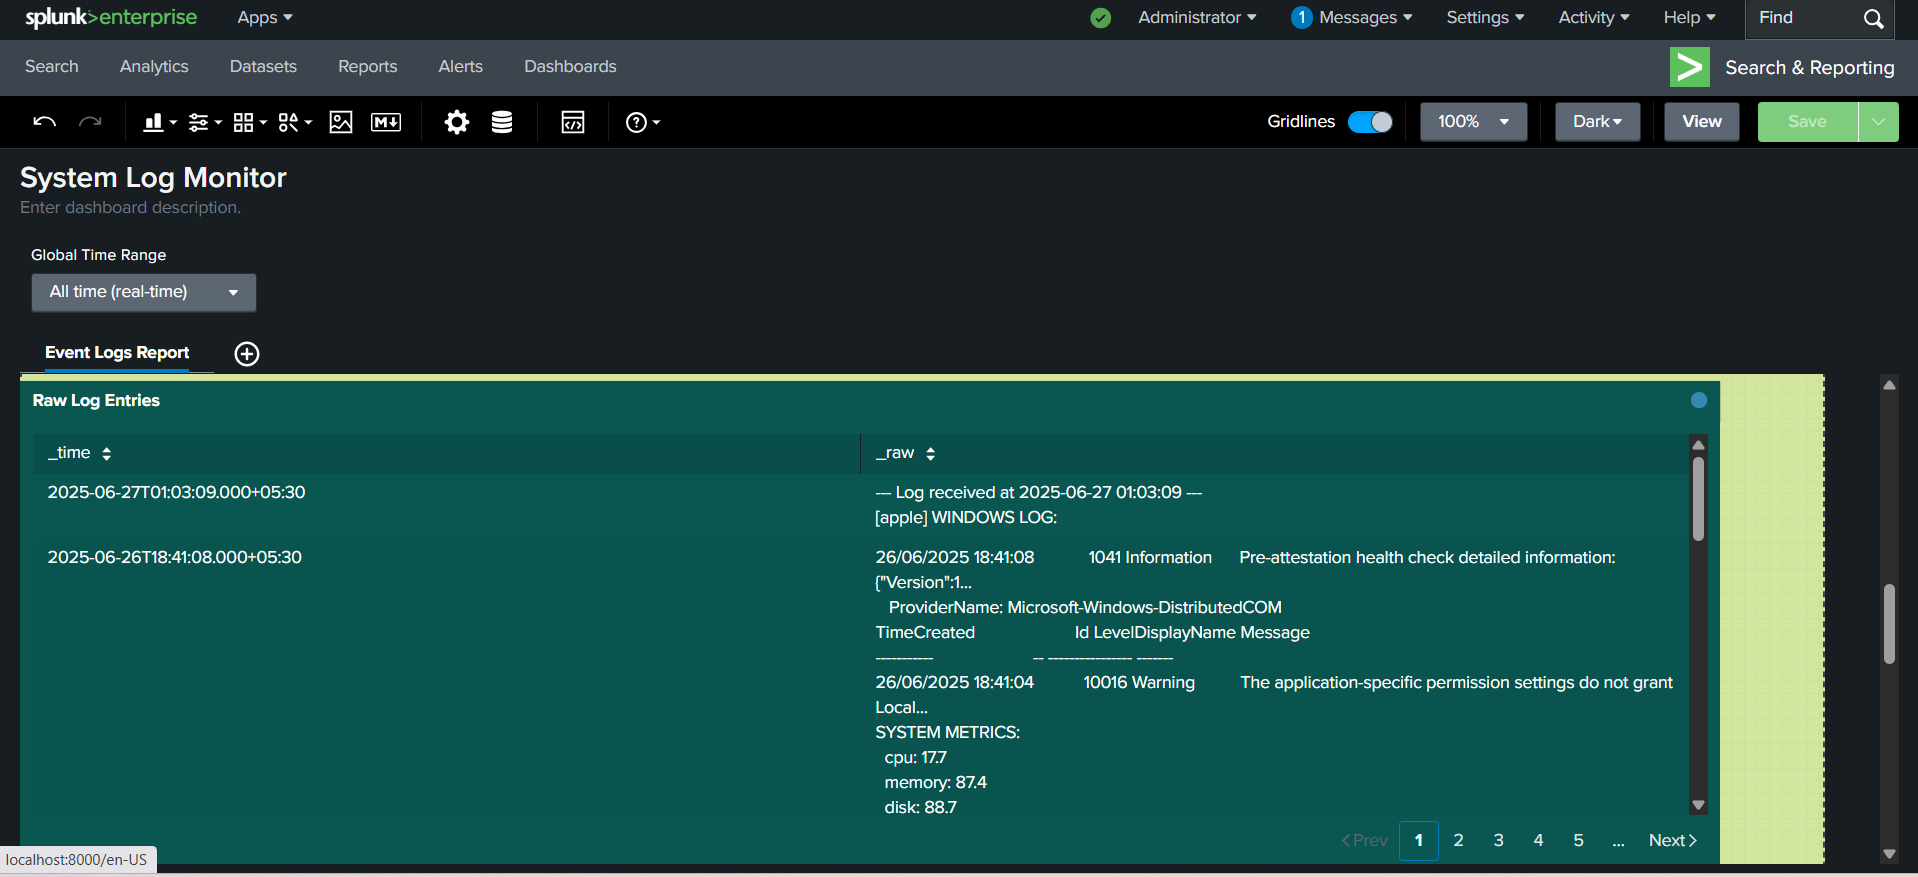 splunk>enterprise Apps Administrator 1 Messages Settings Activity Help Find
Search Analytics Datasets Reports Alerts Dashboards > Search & Reporting
M Gridlines 100% Dark View Save
System Log Monitor
Enter dashboard description.
Global Time Range
All time (real-time)
Event Logs Report
Raw Log Entries
_time _raw
2025-06-27T01:03:09.000+05:30 --- Log received at 2025-06-27 01:03:09 ---
[apple] WINDOWS LOG:
2025-06-26T18:41:08.000+05:30 26/06/2025 18:41:08 1041 Information Pre-attestation health check detailed information:
{"Version":1...
ProviderName: Microsoft-Windows-DistributedCOM
TimeCreated Id LevelDisplayName Message
----------- -- ---------------- -------
26/06/2025 18:41:04 10016 Warning The application-specific permission settings do not grant
Local...
SYSTEM METRICS:
cpu: 17.7
memory: 87.4
disk: 88.7
< Prev 1 2 3 4 5 ... Next >
localhost:8000/en-US